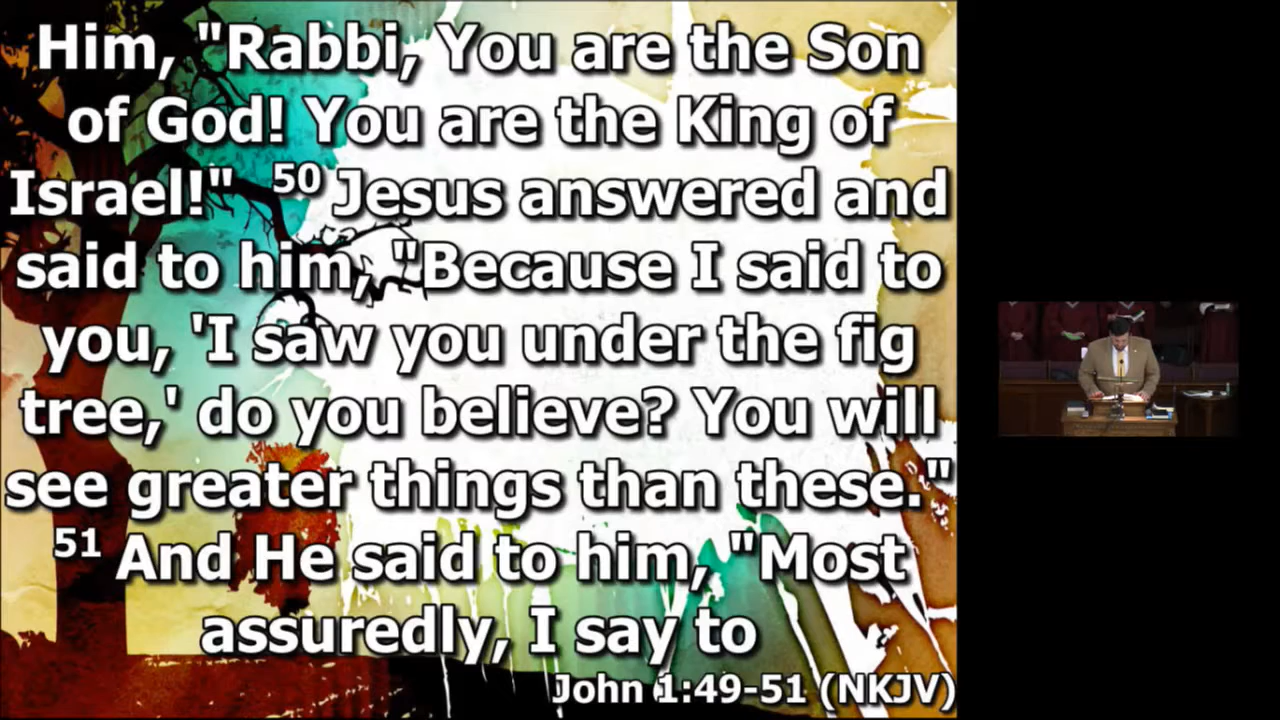 Him, "Rabbi, You are the Son
of God! You are the King of
Israel!" 50 Jesus answered and
said to him, "Because I said to
you, 'I saw you under the fig
tree,' do you believe? You will
see greater things than these."
51 And He said to him, "Most
assuredly, I say to
John 1:49-51 (NKJV)